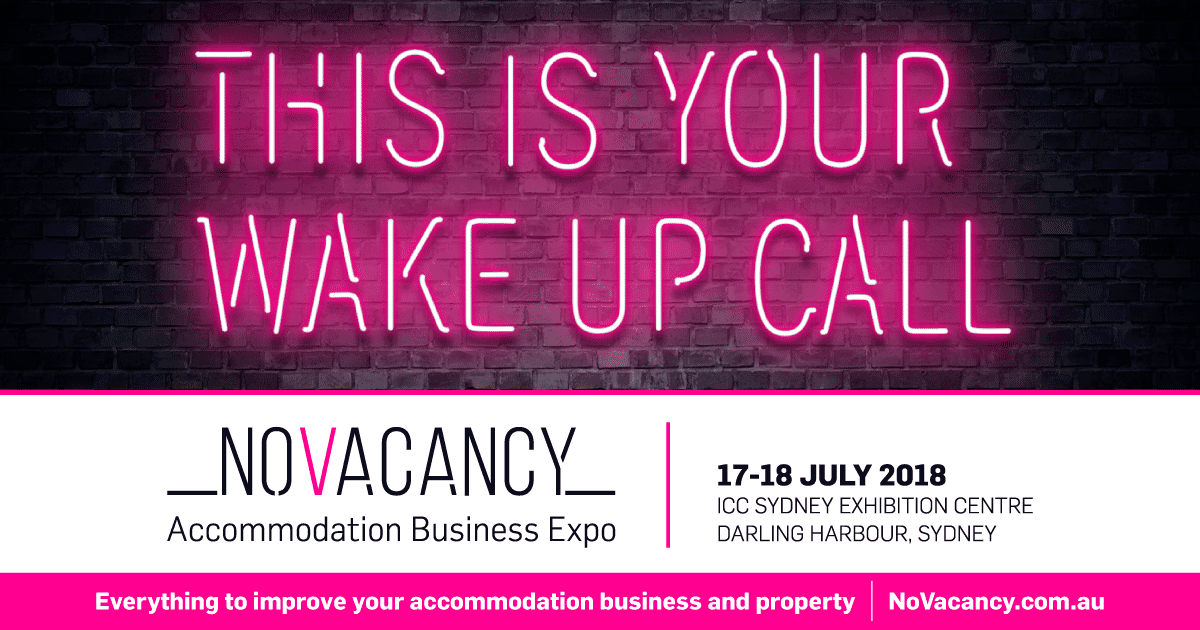 THIS IS YOUR
WAKE UP CALL
NOVACANCY
Accommodation Business Expo
17-18 JULY 2018
ICC SYDNEY EXHIBITION CENTRE
DARLING HARBOUR, SYDNEY
Everything to improve your accommodation business and property
NoVacancy.com.au